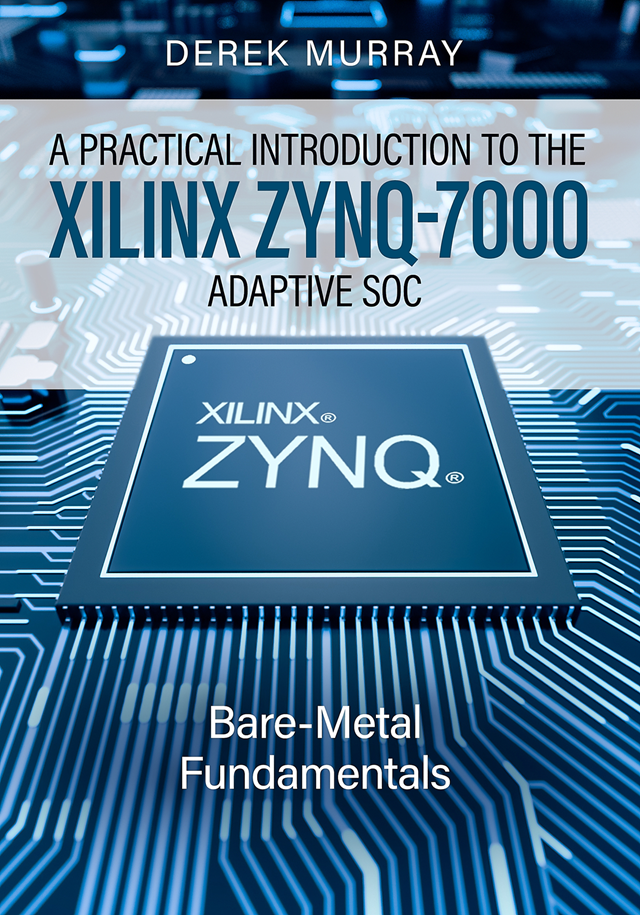 DEREK MURRAY
A PRACTICAL INTRODUCTION TO THE
XILINX ZYNQ-7000
ADAPTIVE SOC
XILINX®
ZYNQ®
Bare-Metal
Fundamentals